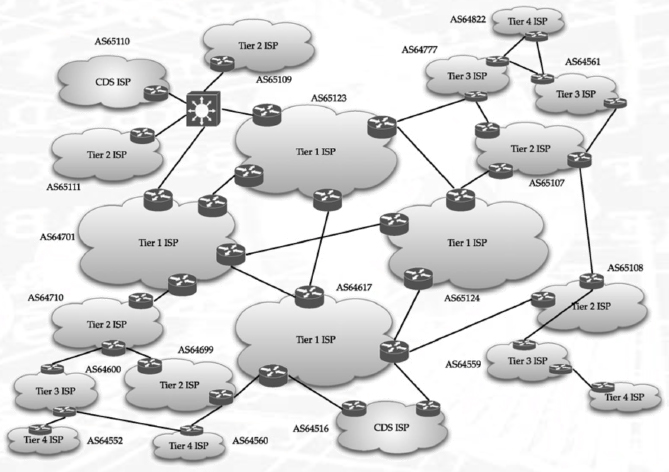 AS64822
Tier 4 ISP
AS65110
Tier 2 ISP
AS64777
AS64561
CDS ISP
AS65109
Tier 3 ISP
Tier 3 ISP
AS65123
Tier 2 ISP
Tier 1 ISP
Tier 2 ISP
AS65111
AS65107
AS64701
Tier 1 ISP
Tier 1 ISP
AS65108
AS64710
AS64617
AS65124
Tier 2 ISP
Tier 2 ISP
Tier 1 ISP
AS64699
AS64600
AS64559
Tier 3 ISP
Tier 3 ISP
Tier 2 ISP
Tier 4 ISP
Tier 4 ISP
AS64552
Tier 4 ISP
AS64560
AS64516
CDS ISP